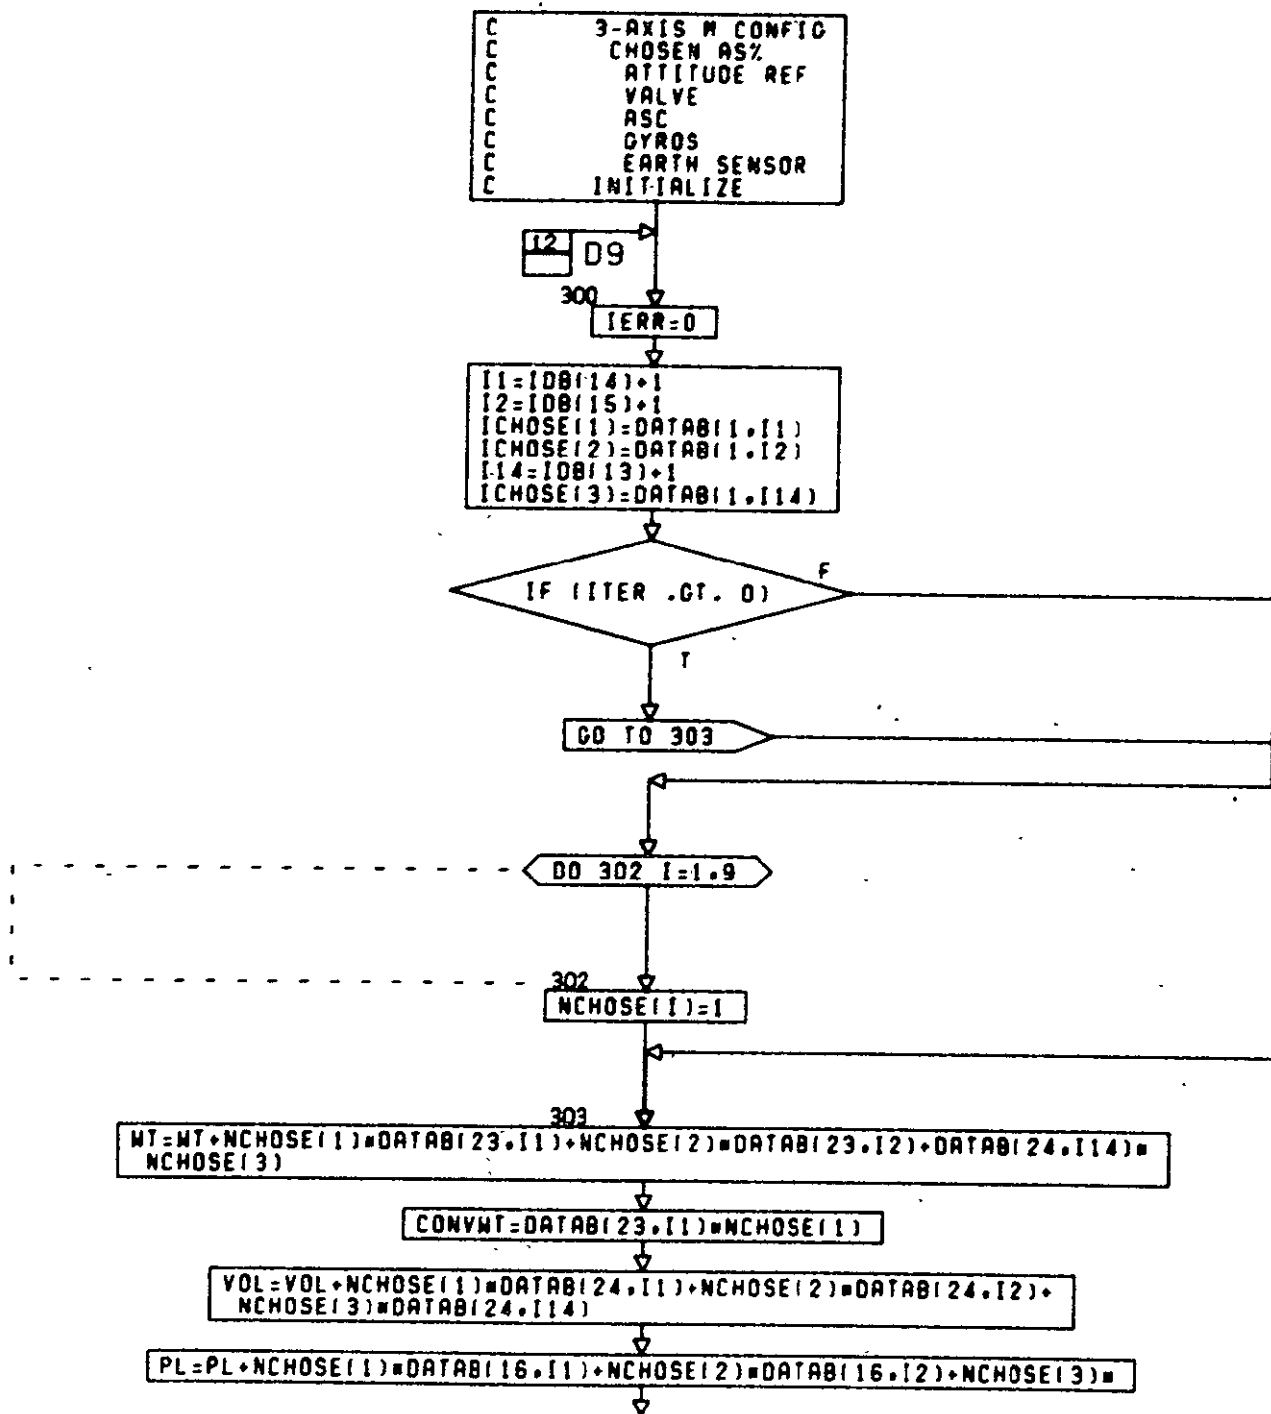 C 3-AXIS M CONFIG
C CHOSEN AS%
C ATTITUDE REF
C VALVE
C ASC
C GYROS
C EARTH SENSOR
C INITIALIZE
12
D9
300
IERR=0
I1=IDB(14)+1
I2=IDB(15)+1
ICHOSE(1)=DATAB(1,I1)
ICHOSE(2)=DATAB(1,I2)
I14=IDB(13)+1
ICHOSE(3)=DATAB(1,I14)
F
IF (ITER .GT. 0)
T
GO TO 303
DO 302 I=1,9
302
NCHOSE(I)=1
303
WT=WT+NCHOSE(1)*DATAB(23,I1)+NCHOSE(2)*DATAB(23,I2)+DATAB(24,I14)*
NCHOSE(3)
CONVWT=DATAB(23,I1)*NCHOSE(1)
VOL=VOL+NCHOSE(1)*DATAB(24,I1)+NCHOSE(2)*DATAB(24,I2)+
NCHOSE(3)*DATAB(24,I14)
PL=PL+NCHOSE(1)*DATAB(16,I1)+NCHOSE(2)*DATAB(16,I2)+NCHOSE(3)*